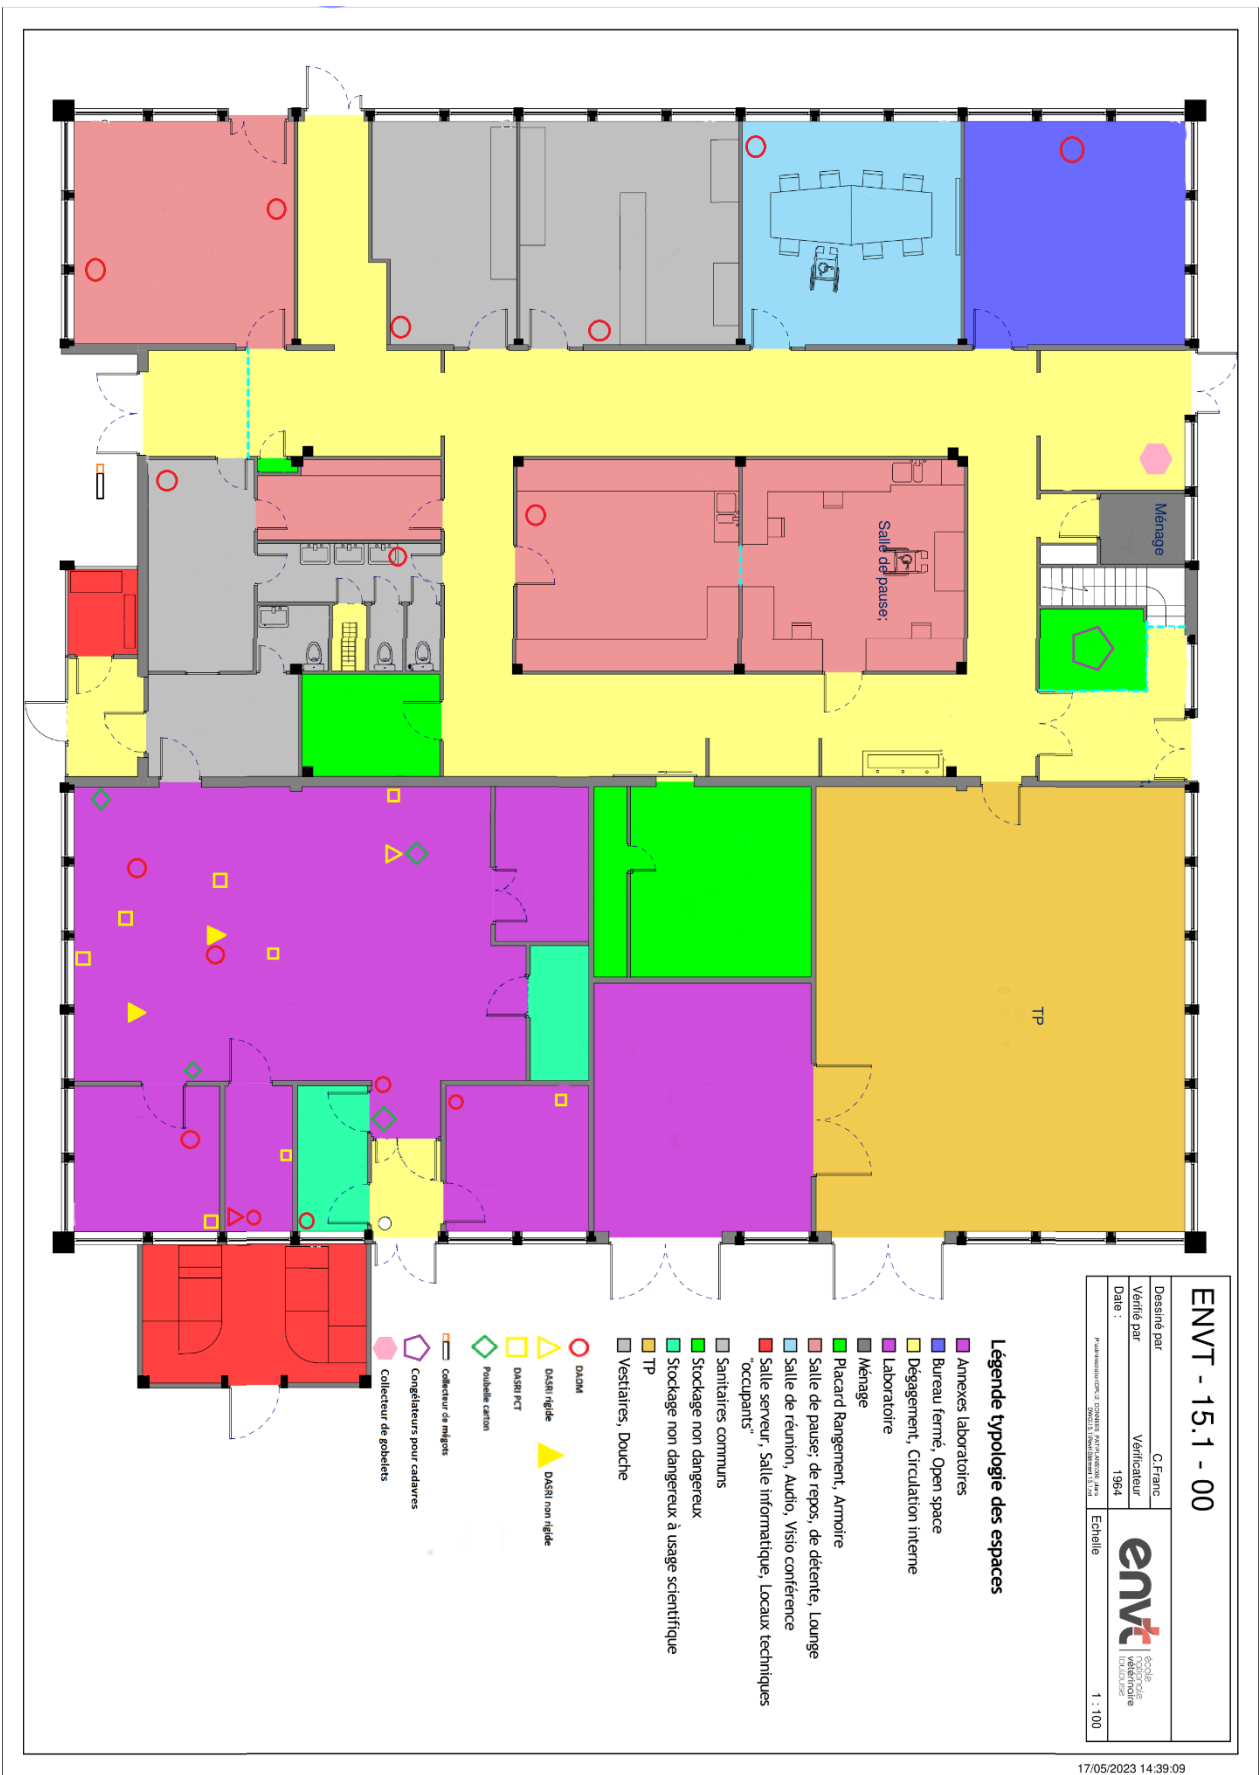 Ménage
Salle de pause;
TP
ENVT - 15.1 - 00
Dessiné par C.Franc
Vérifié par Vérificateur
Date : 1964
Echelle 1 : 100
envt
école
nationale
vétérinaire
toulouse
Légende typologie des espaces
Annexes laboratoires
Bureau fermé, Open space
Dégagement, Circulation interne
Laboratoire
Ménage
Placard Rangement, Armoire
Salle de pause; de repos, de détente, Lounge
Salle de réunion, Audio, Visio conférence
Salle serveur, Salle informatique, Locaux techniques
"occupants"
Sanitaires communs
Stockage non dangereux
Stockage non dangereux à usage scientifique
TP
Vestiaires, Douche
DAOM
DASRI rigide
DASRI non rigide
DASRI PCT
Poubelle carton
Collecteur de mégots
Congélateurs pour cadavres
Collecteur de gobelets
17/05/2023 14:39:09